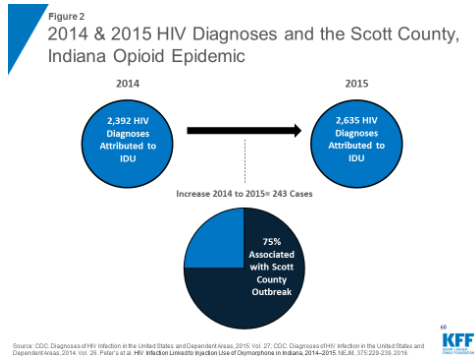 Figure 2
2014 & 2015 HIV Diagnoses and the Scott County,
Indiana Opioid Epidemic
2014
2015
2,392 HIV
Diagnoses
Attributed to
IDU
2,635 HIV
Diagnoses
Attributed to
IDU
Increase 2014 to 2015= 243 Cases
75%
Associated
with Scott
County
Outbreak
60
KFF
Source: CDC. Diagnoses of HIV Infection in the United States and Dependent Areas, 2015. Vol. 27; CDC. Diagnoses of HIV Infection in the United States and
Dependent Areas, 2014. Vol. 26. Peter's et al. HIV Infection Linked to Injection Use of Oxymorphone in Indiana, 2014–2015. NEJM, 375:229-239, 2016.